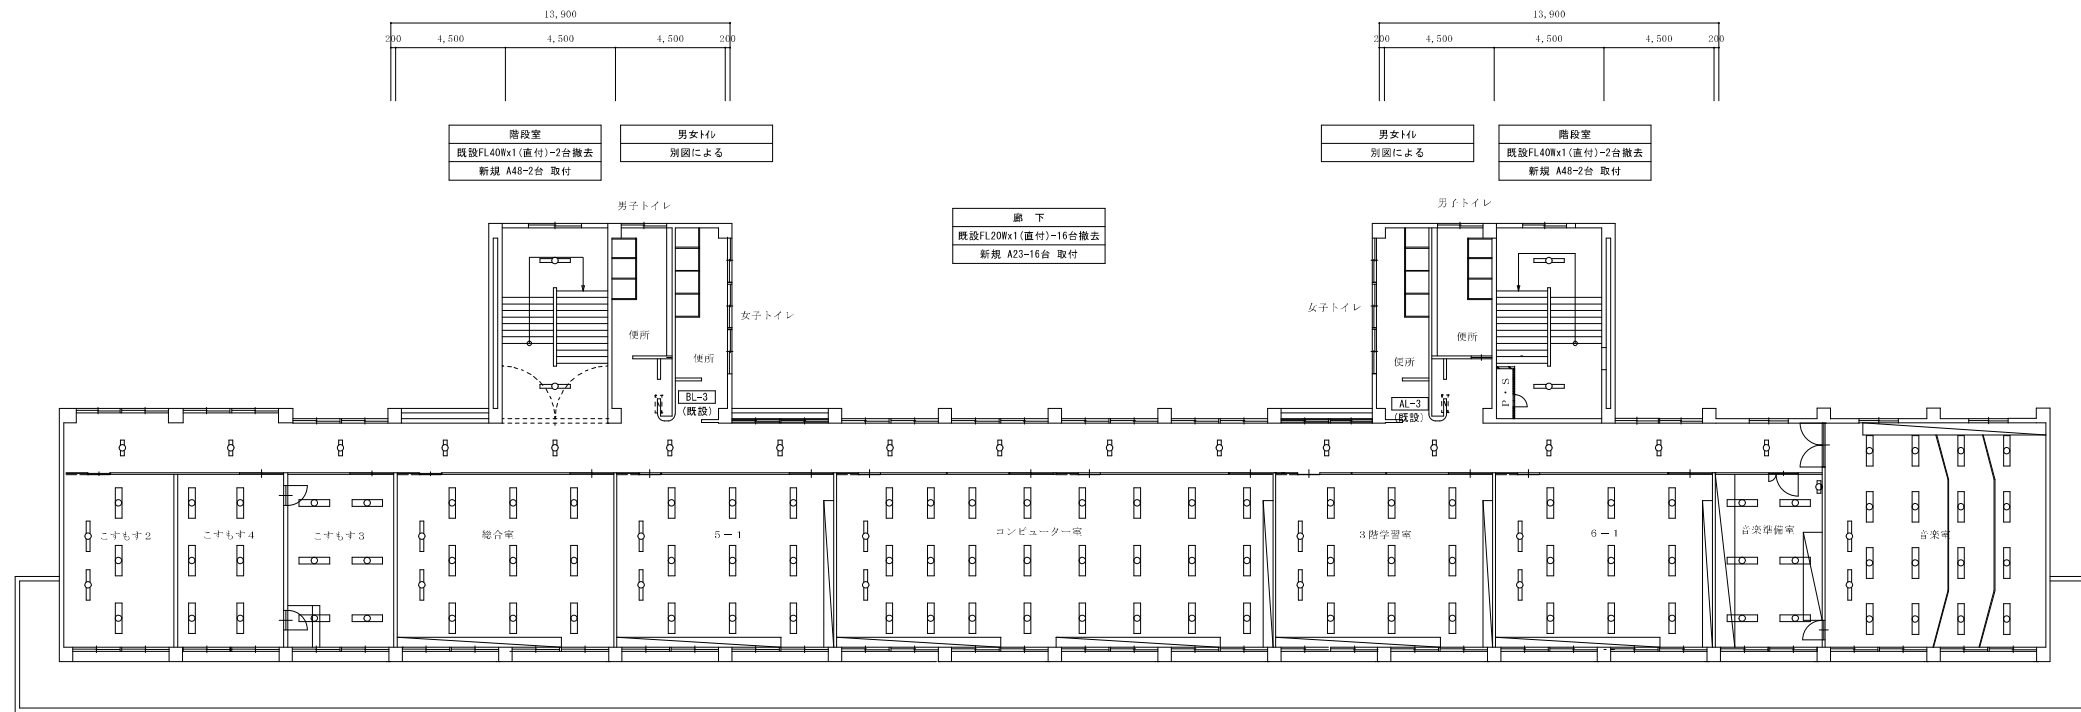 13,900
13,900
200 4,500 4,500 4,500 200
200 4,500 4,500 4,500 200
階段室
既設FL40Wx1(直付)-2台撤去
新規 A48-2台 取付
男女ﾄｲﾚ
別図による
男女ﾄｲﾚ
別図による
階段室
既設FL40Wx1(直付)-2台撤去
新規 A48-2台 取付
男子トイレ
廊 下
既設FL20Wx1(直付)-16台撤去
新規 A23-16台 取付
男子トイレ
女子トイレ
女子トイレ
便所
便所
便所
便所
BL-3
(既設)
AL-3
(既設)
P・S
こすもす2
こすもす4
こすもす3
総合室
5-1
コンピューター室
3階学習室
6-1
音楽準備室
音楽室